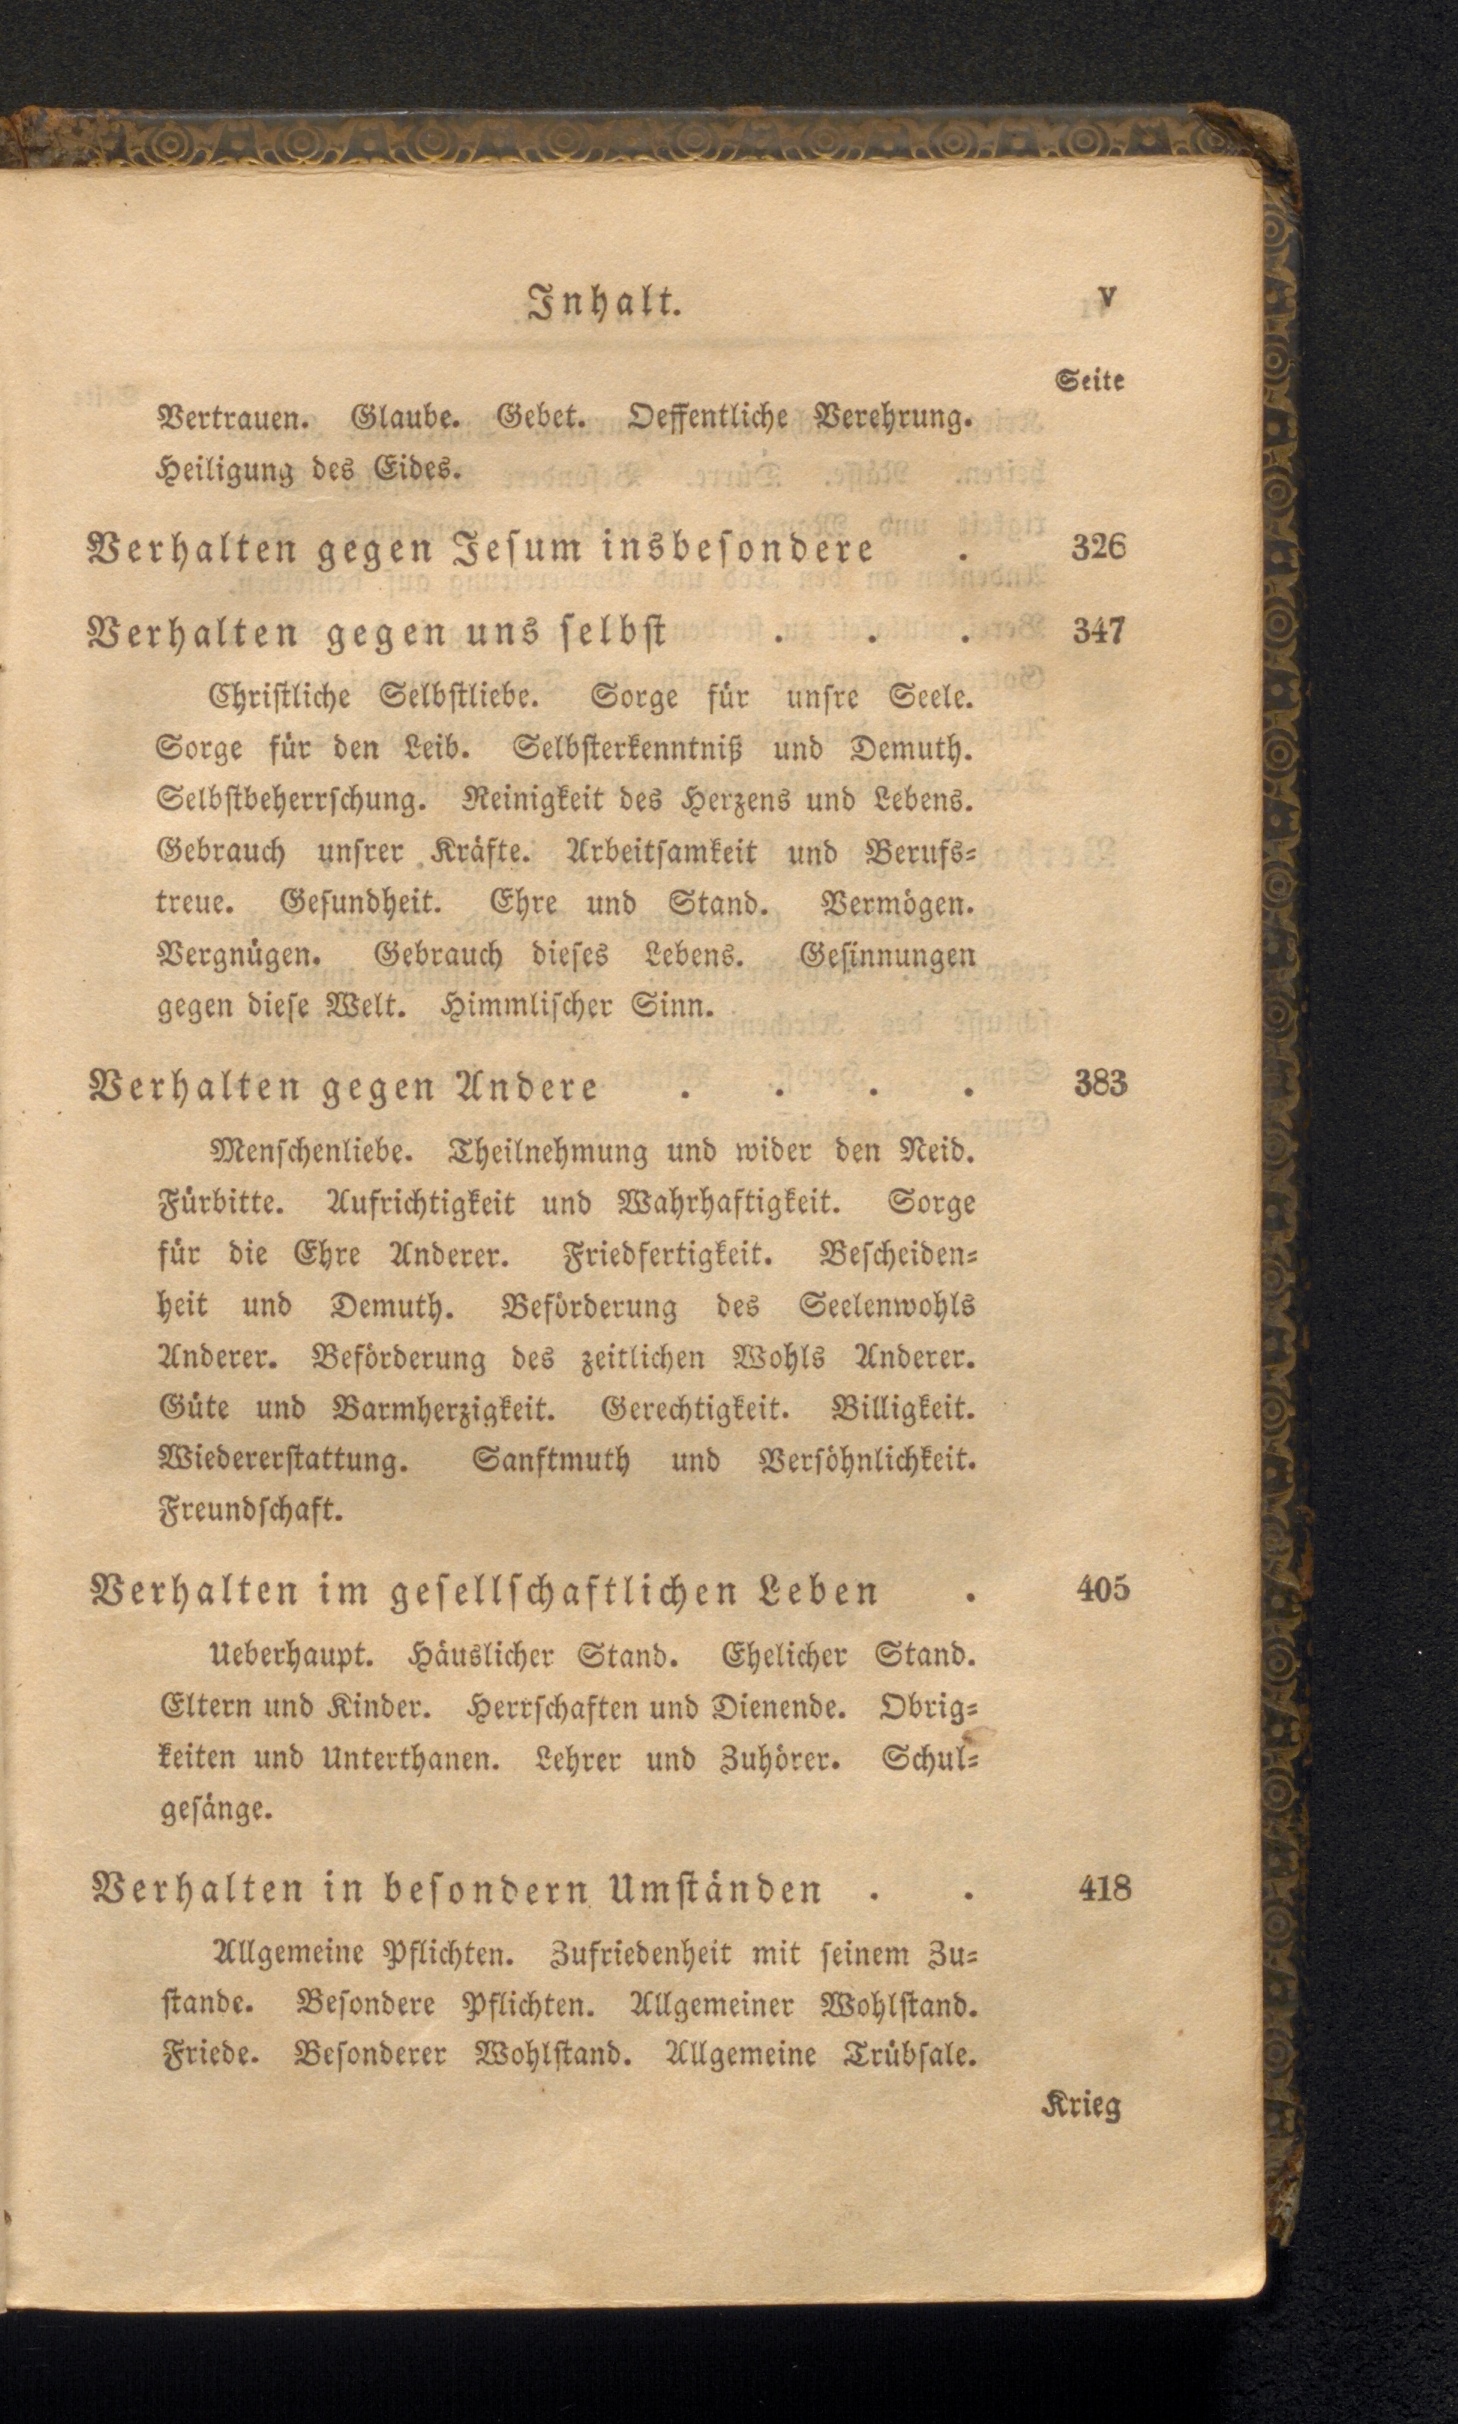 Inhalt. V
Seite
Vertrauen. Glaube. Gebet. Oeffentliche Verehrung.
Heiligung des Eides.
Verhalten gegen Jesum insbesondere . 326
Verhalten gegen uns selbst . . . 347
Christliche Selbstliebe. Sorge für unsre Seele.
Sorge für den Leib. Selbsterkenntniß und Demuth.
Selbstbeherrschung. Reinigkeit des Herzens und Lebens.
Gebrauch unsrer Kräfte. Arbeitsamkeit und Berufs-
treue. Gesundheit. Ehre und Stand. Vermögen.
Vergnügen. Gebrauch dieses Lebens. Gesinnungen
gegen diese Welt. Himmlischer Sinn.
Verhalten gegen Andere . . . . 383
Menschenliebe. Theilnehmung und wider den Neid.
Fürbitte. Aufrichtigkeit und Wahrhaftigkeit. Sorge
für die Ehre Anderer. Friedfertigkeit. Bescheiden-
heit und Demuth. Beförderung des Seelenwohls
Anderer. Beförderung des zeitlichen Wohls Anderer.
Güte und Barmherzigkeit. Gerechtigkeit. Billigkeit.
Wiedererstattung. Sanftmuth und Versöhnlichkeit.
Freundschaft.
Verhalten im gesellschaftlichen Leben . 405
Ueberhaupt. Häuslicher Stand. Ehelicher Stand.
Eltern und Kinder. Herrschaften und Dienende. Obrig-
keiten und Unterthanen. Lehrer und Zuhörer. Schul-
gesänge.
Verhalten in besondern Umständen . . 418
Allgemeine Pflichten. Zufriedenheit mit seinem Zu-
stande. Besondere Pflichten. Allgemeiner Wohlstand.
Friede. Besonderer Wohlstand. Allgemeine Trübsale.
Krieg